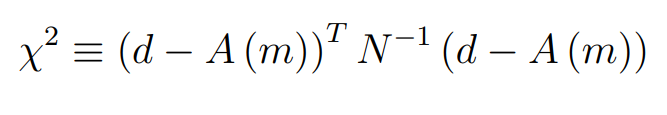 χ² ≡ (d − A (m))ᵀ N⁻¹ (d − A (m))